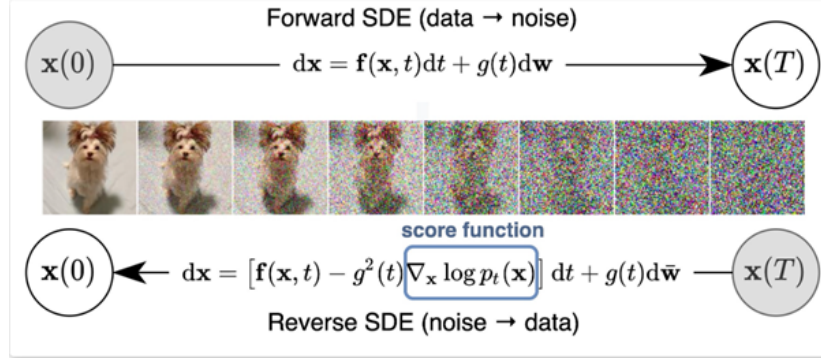 Forward SDE (data → noise)
x(0) dx = f(x, t)dt + g(t)dw x(T)
score function
x(0) dx = [f(x, t) − g²(t)∇ₓ log pₜ(x)] dt + g(t)dw̄ x(T)
Reverse SDE (noise → data)